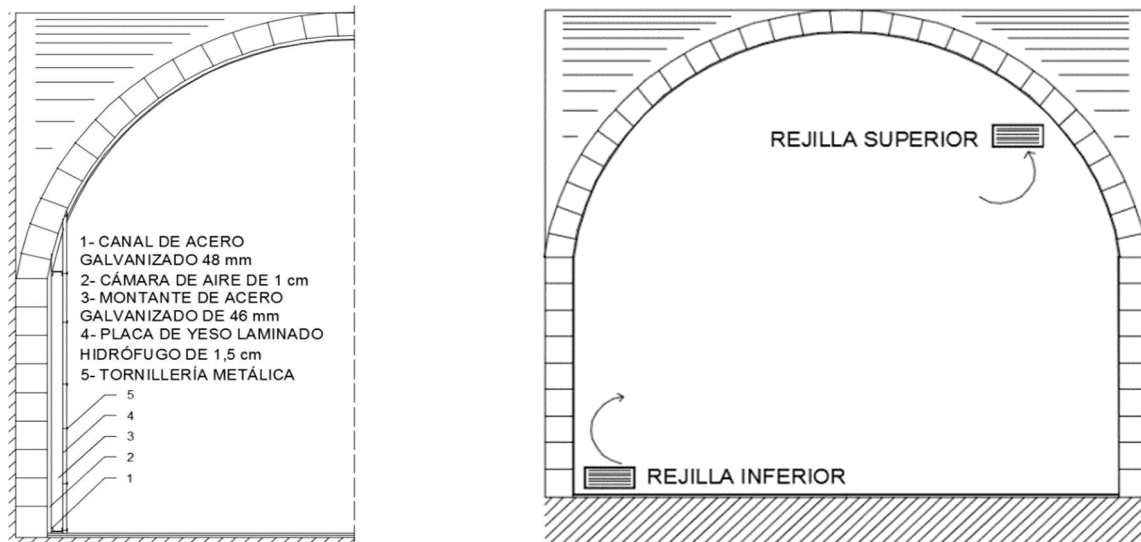 1- CANAL DE ACERO
GALVANIZADO 48 mm
2- CÁMARA DE AIRE DE 1 cm
3- MONTANTE DE ACERO
GALVANIZADO DE 46 mm
4- PLACA DE YESO LAMINADO
HIDRÓFUGO DE 1,5 cm
5- TORNILLERÍA METÁLICA
5
4
3
2
1
REJILLA SUPERIOR
REJILLA INFERIOR